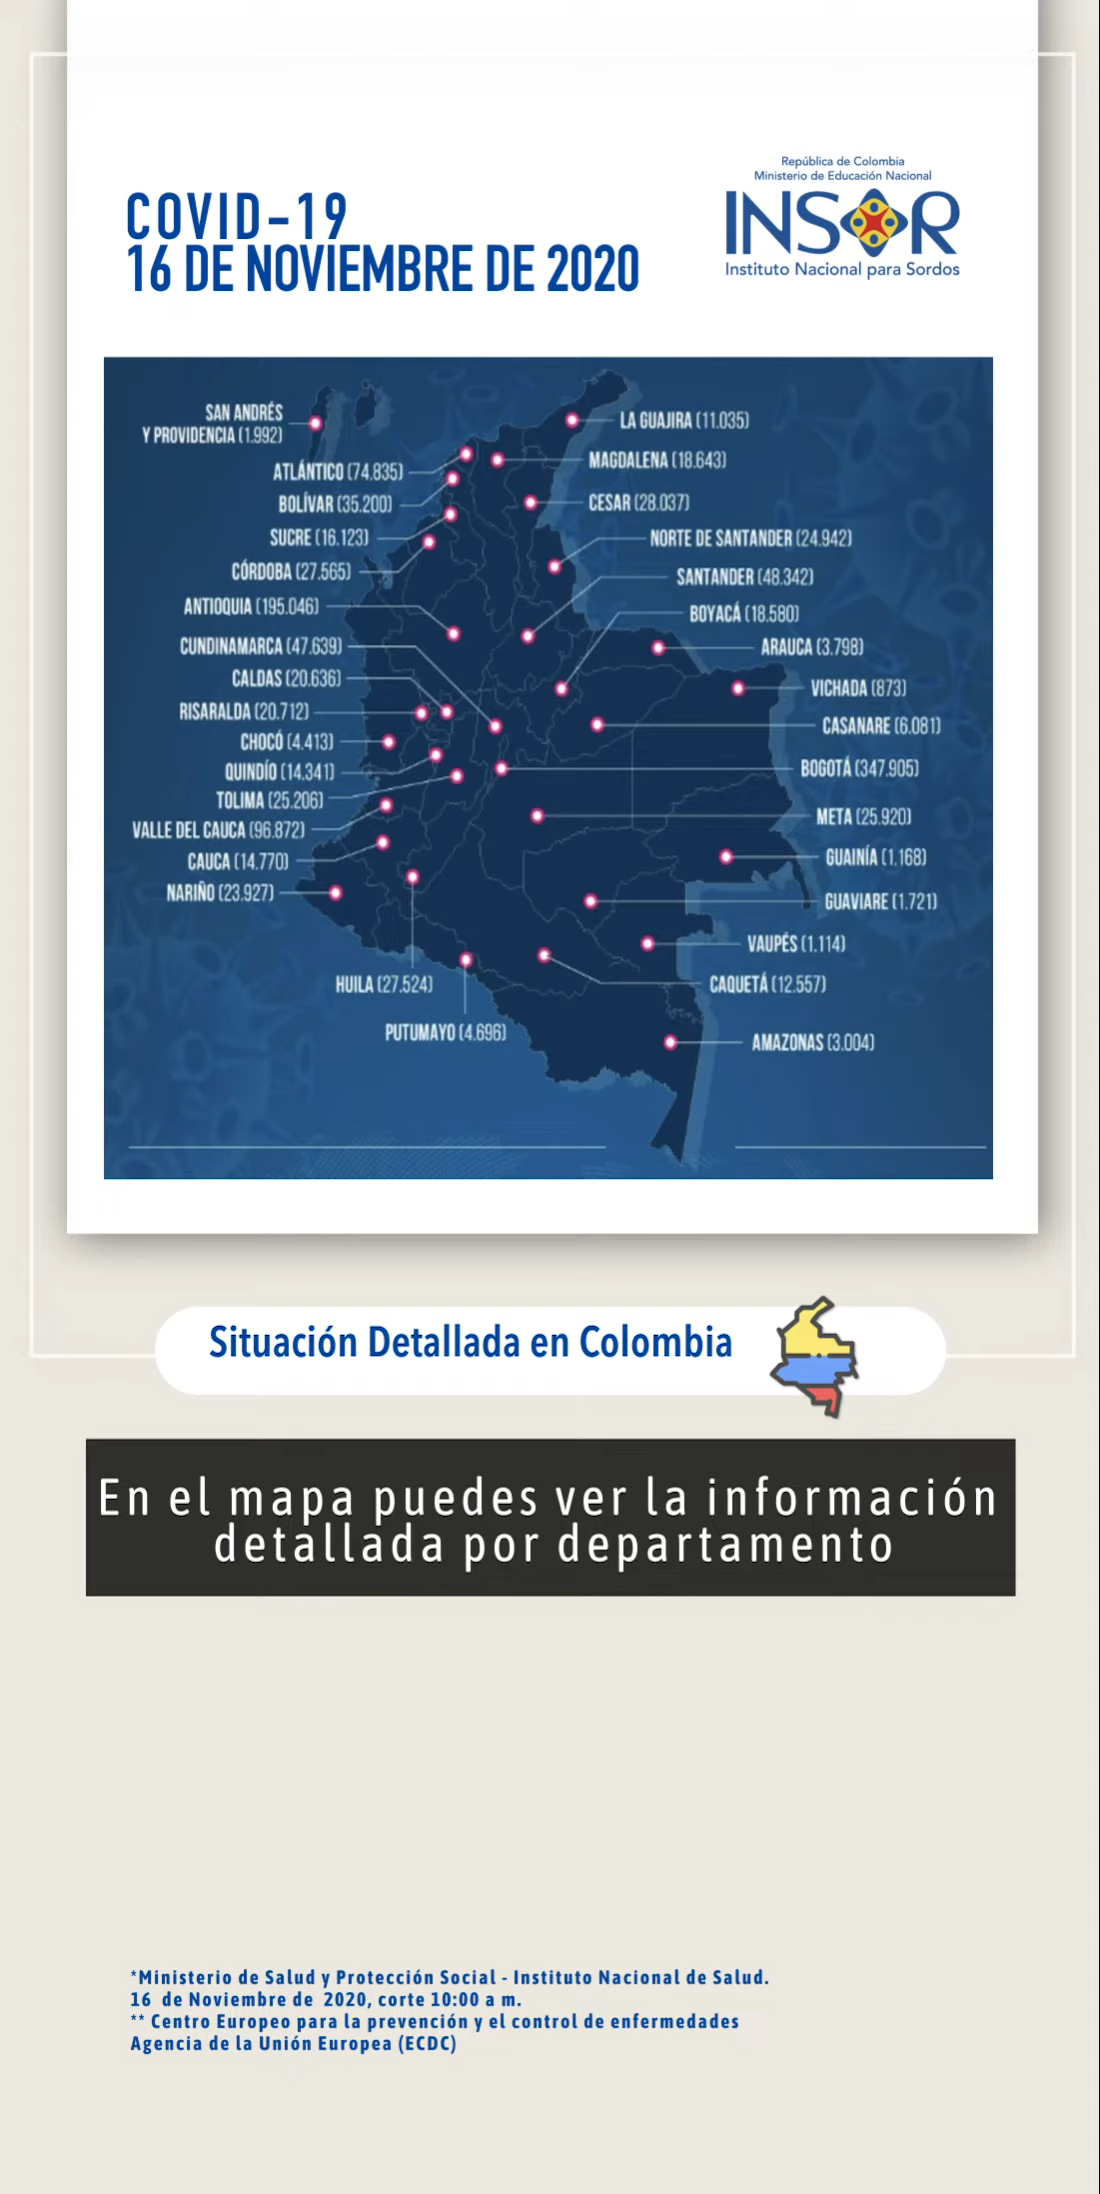 República de Colombia
Ministerio de Educación Nacional
INSOR
Instituto Nacional para Sordos
COVID-19
16 DE NOVIEMBRE DE 2020
SAN ANDRÉS
Y PROVIDENCIA (1.992)
ATLÁNTICO (74.835)
BOLÍVAR (35.200)
SUCRE (16.123)
CÓRDOBA (27.565)
ANTIOQUIA (195.046)
CUNDINAMARCA (47.639)
CALDAS (20.636)
RISARALDA (20.712)
CHOCÓ (4.413)
QUINDÍO (14.341)
TOLIMA (25.206)
VALLE DEL CAUCA (96.872)
CAUCA (14.770)
NARIÑO (23.927)
HUILA (27.524)
PUTUMAYO (4.696)
LA GUAJIRA (11.035)
MAGDALENA (18.643)
CESAR (28.037)
NORTE DE SANTANDER (24.942)
SANTANDER (48.342)
BOYACÁ (18.580)
ARAUCA (3.798)
VICHADA (873)
CASANARE (6.081)
BOGOTÁ (347.905)
META (25.920)
GUAINÍA (1.168)
GUAVIARE (1.721)
VAUPÉS (1.114)
CAQUETÁ (12.557)
AMAZONAS (3.004)
Situación Detallada en Colombia
En el mapa puedes ver la información
detallada por departamento
*Ministerio de Salud y Protección Social - Instituto Nacional de Salud.
16 de Noviembre de 2020, corte 10:00 a m.
** Centro Europeo para la prevención y el control de enfermedades
Agencia de la Unión Europea (ECDC)